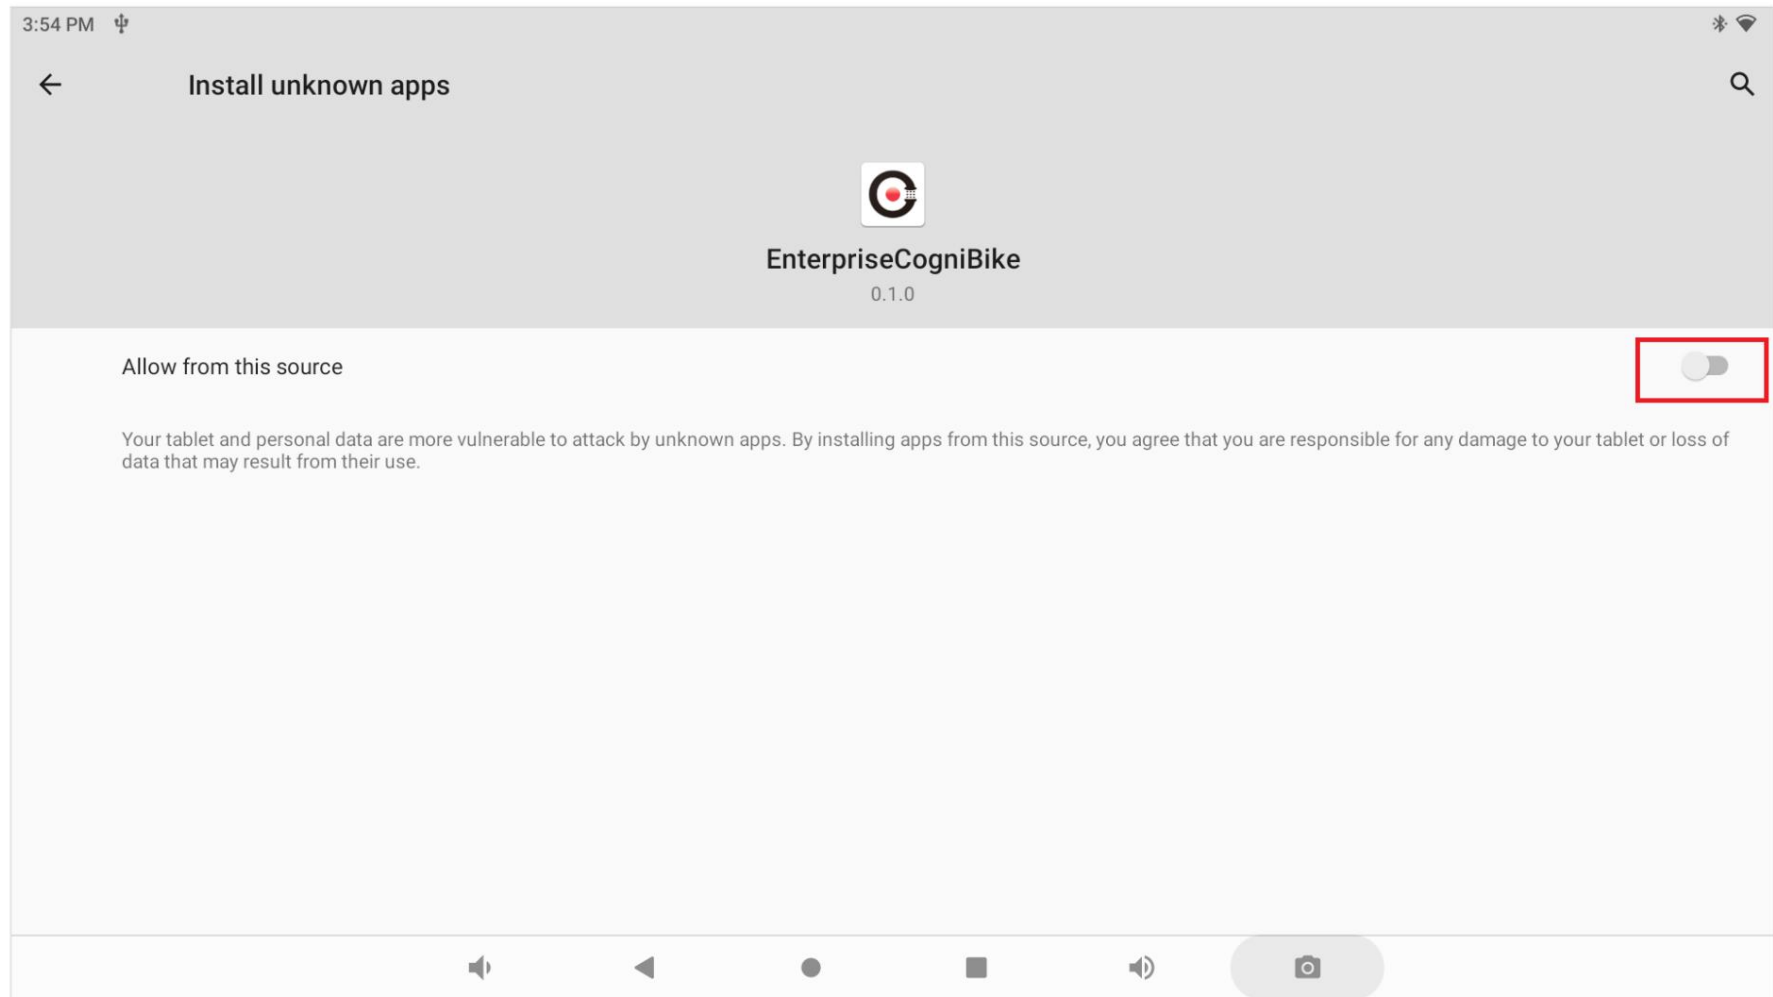 3:54 PM
Install unknown apps
EnterpriseCogniBike
0.1.0
Allow from this source
Your tablet and personal data are more vulnerable to attack by unknown apps. By installing apps from this source, you agree that you are responsible for any damage to your tablet or loss of
data that may result from their use.